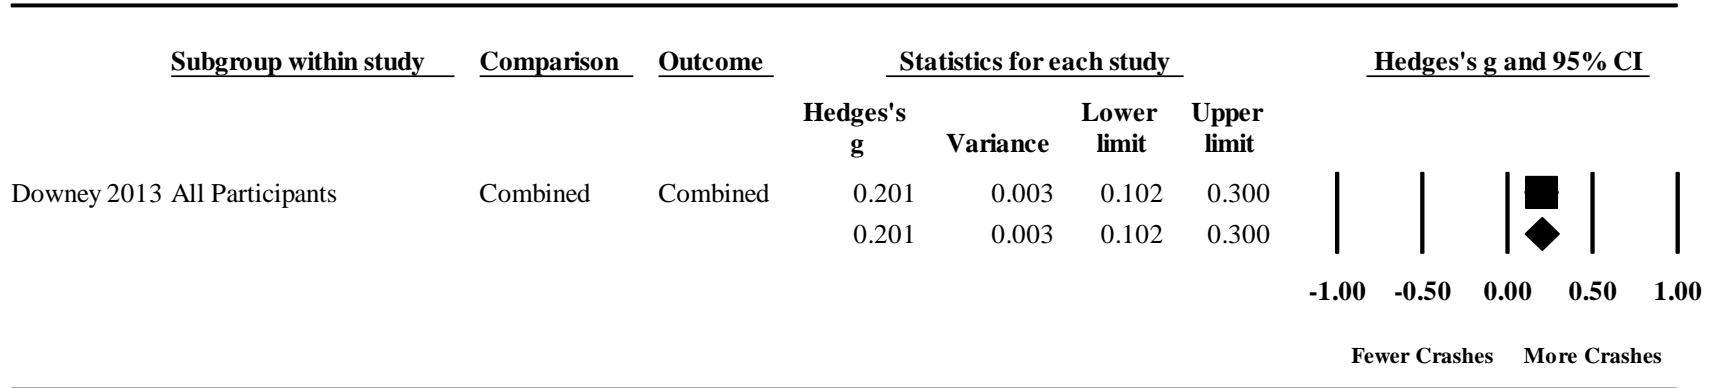 Subgroup within study Comparison Outcome Statistics for each study Hedges's g and 95% CI
Hedges's Lower Upper
g Variance limit limit
Downey 2013 All Participants Combined Combined 0.201 0.003 0.102 0.300
0.201 0.003 0.102 0.300
-1.00 -0.50 0.00 0.50 1.00
Fewer Crashes More Crashes